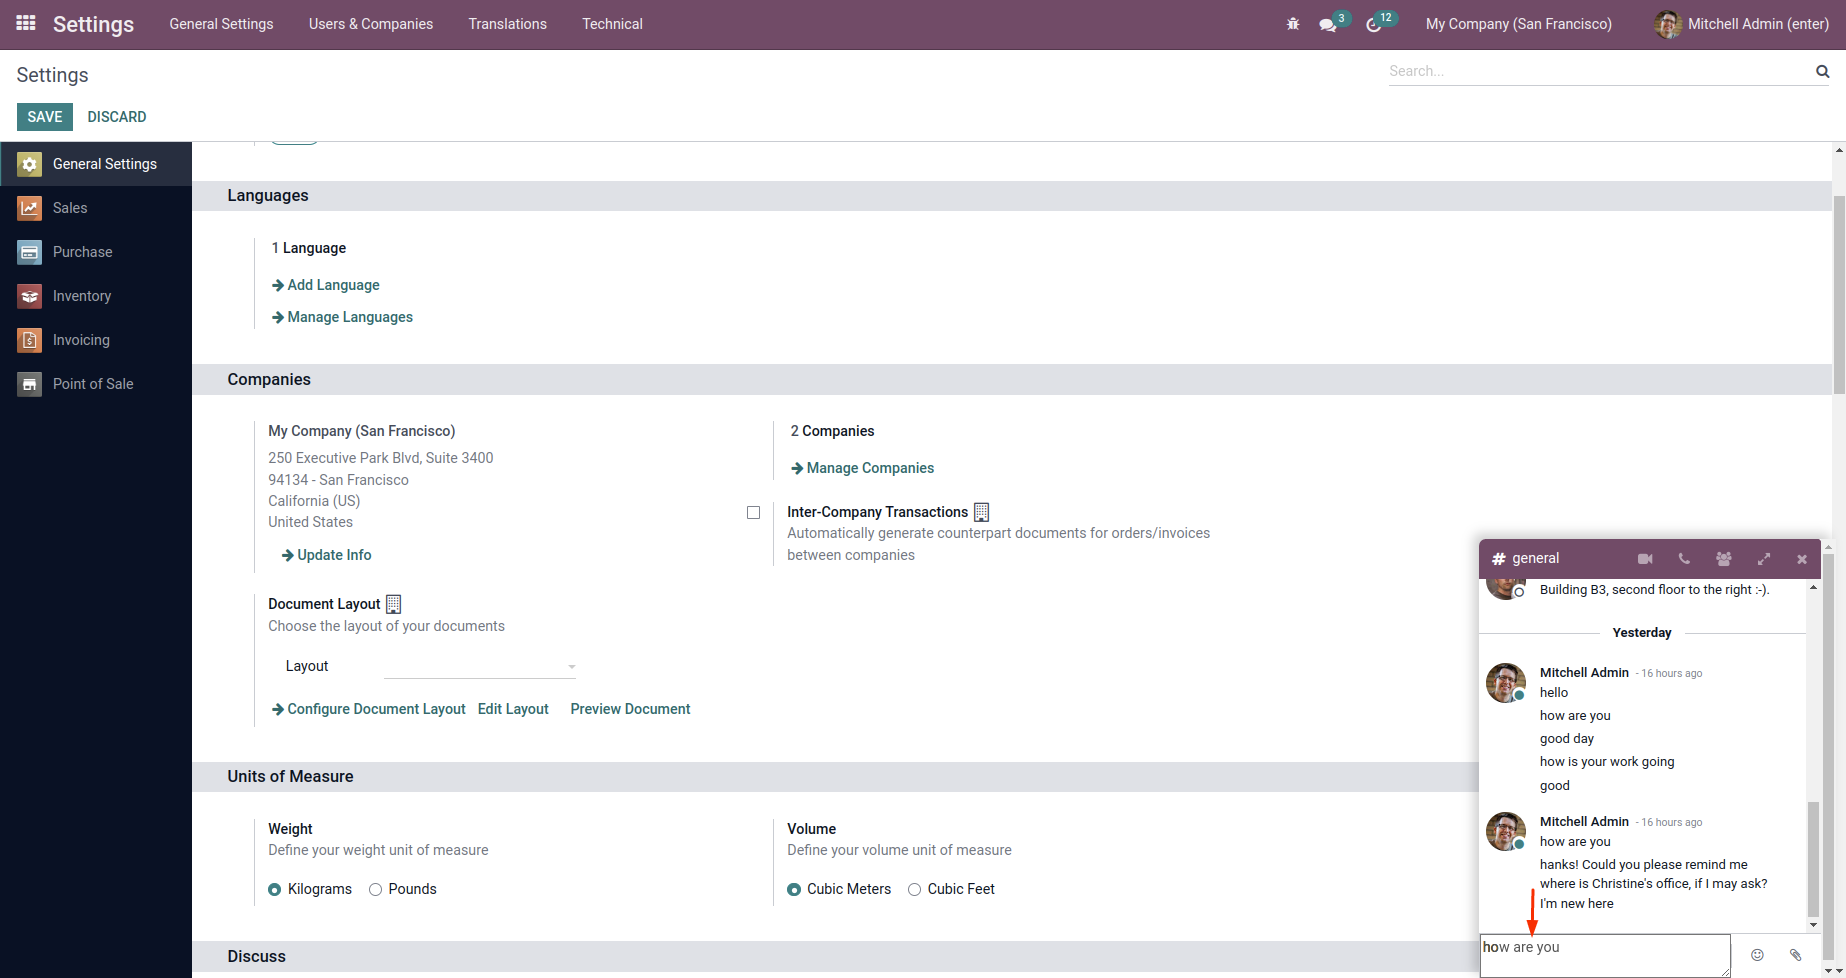 Settings
General Settings
Users & Companies
Translations
Technical
3
12
My Company (San Francisco)
Mitchell Admin (enter)
Settings
Search...
SAVE
DISCARD
General Settings
Sales
Purchase
Inventory
Invoicing
Point of Sale
Languages
1 Language
Add Language
Manage Languages
Companies
My Company (San Francisco)
250 Executive Park Blvd, Suite 3400
94134 - San Francisco
California (US)
United States
Update Info
2 Companies
Manage Companies
Inter-Company Transactions
Automatically generate counterpart documents for orders/invoices
between companies
Document Layout
Choose the layout of your documents
Layout
Configure Document Layout
Edit Layout
Preview Document
Units of Measure
Weight
Define your weight unit of measure
Kilograms
Pounds
Volume
Define your volume unit of measure
Cubic Meters
Cubic Feet
Discuss
# general
Building B3, second floor to the right :-).
Yesterday
Mitchell Admin - 16 hours ago
hello
how are you
good day
how is your work going
good
Mitchell Admin - 16 hours ago
how are you
hanks! Could you please remind me
where is Christine's office, if I may ask?
I'm new here
how are you